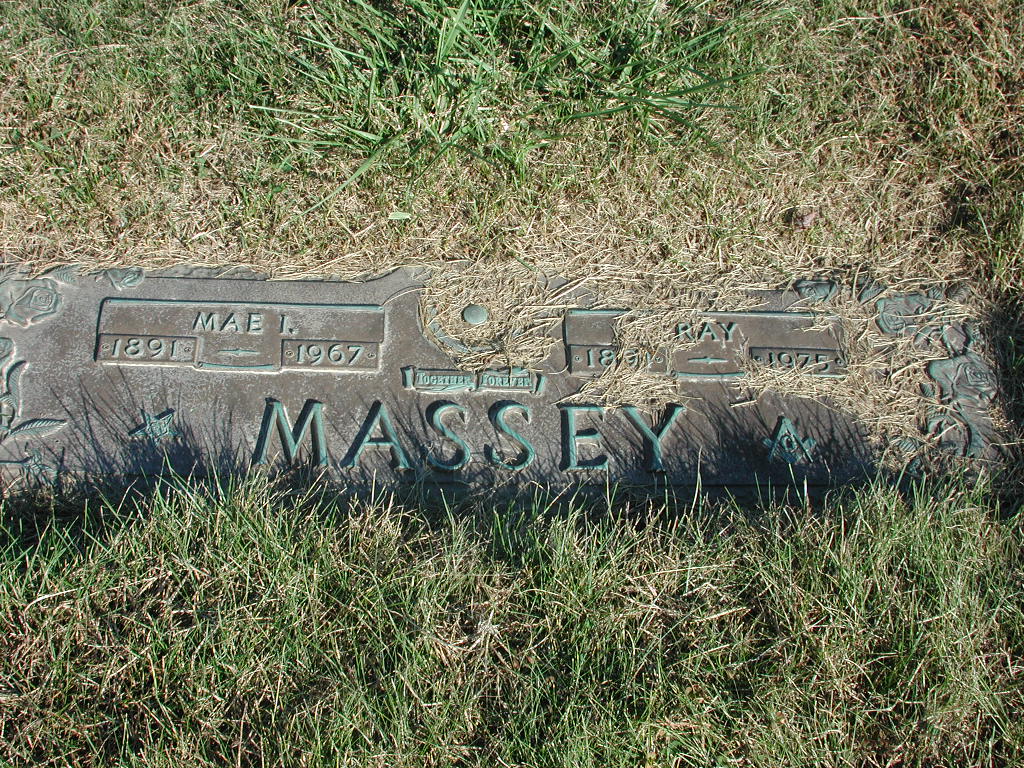 MAE I.
1891 1967
RAY
1975
TOGETHER FOREVER
MASSEY